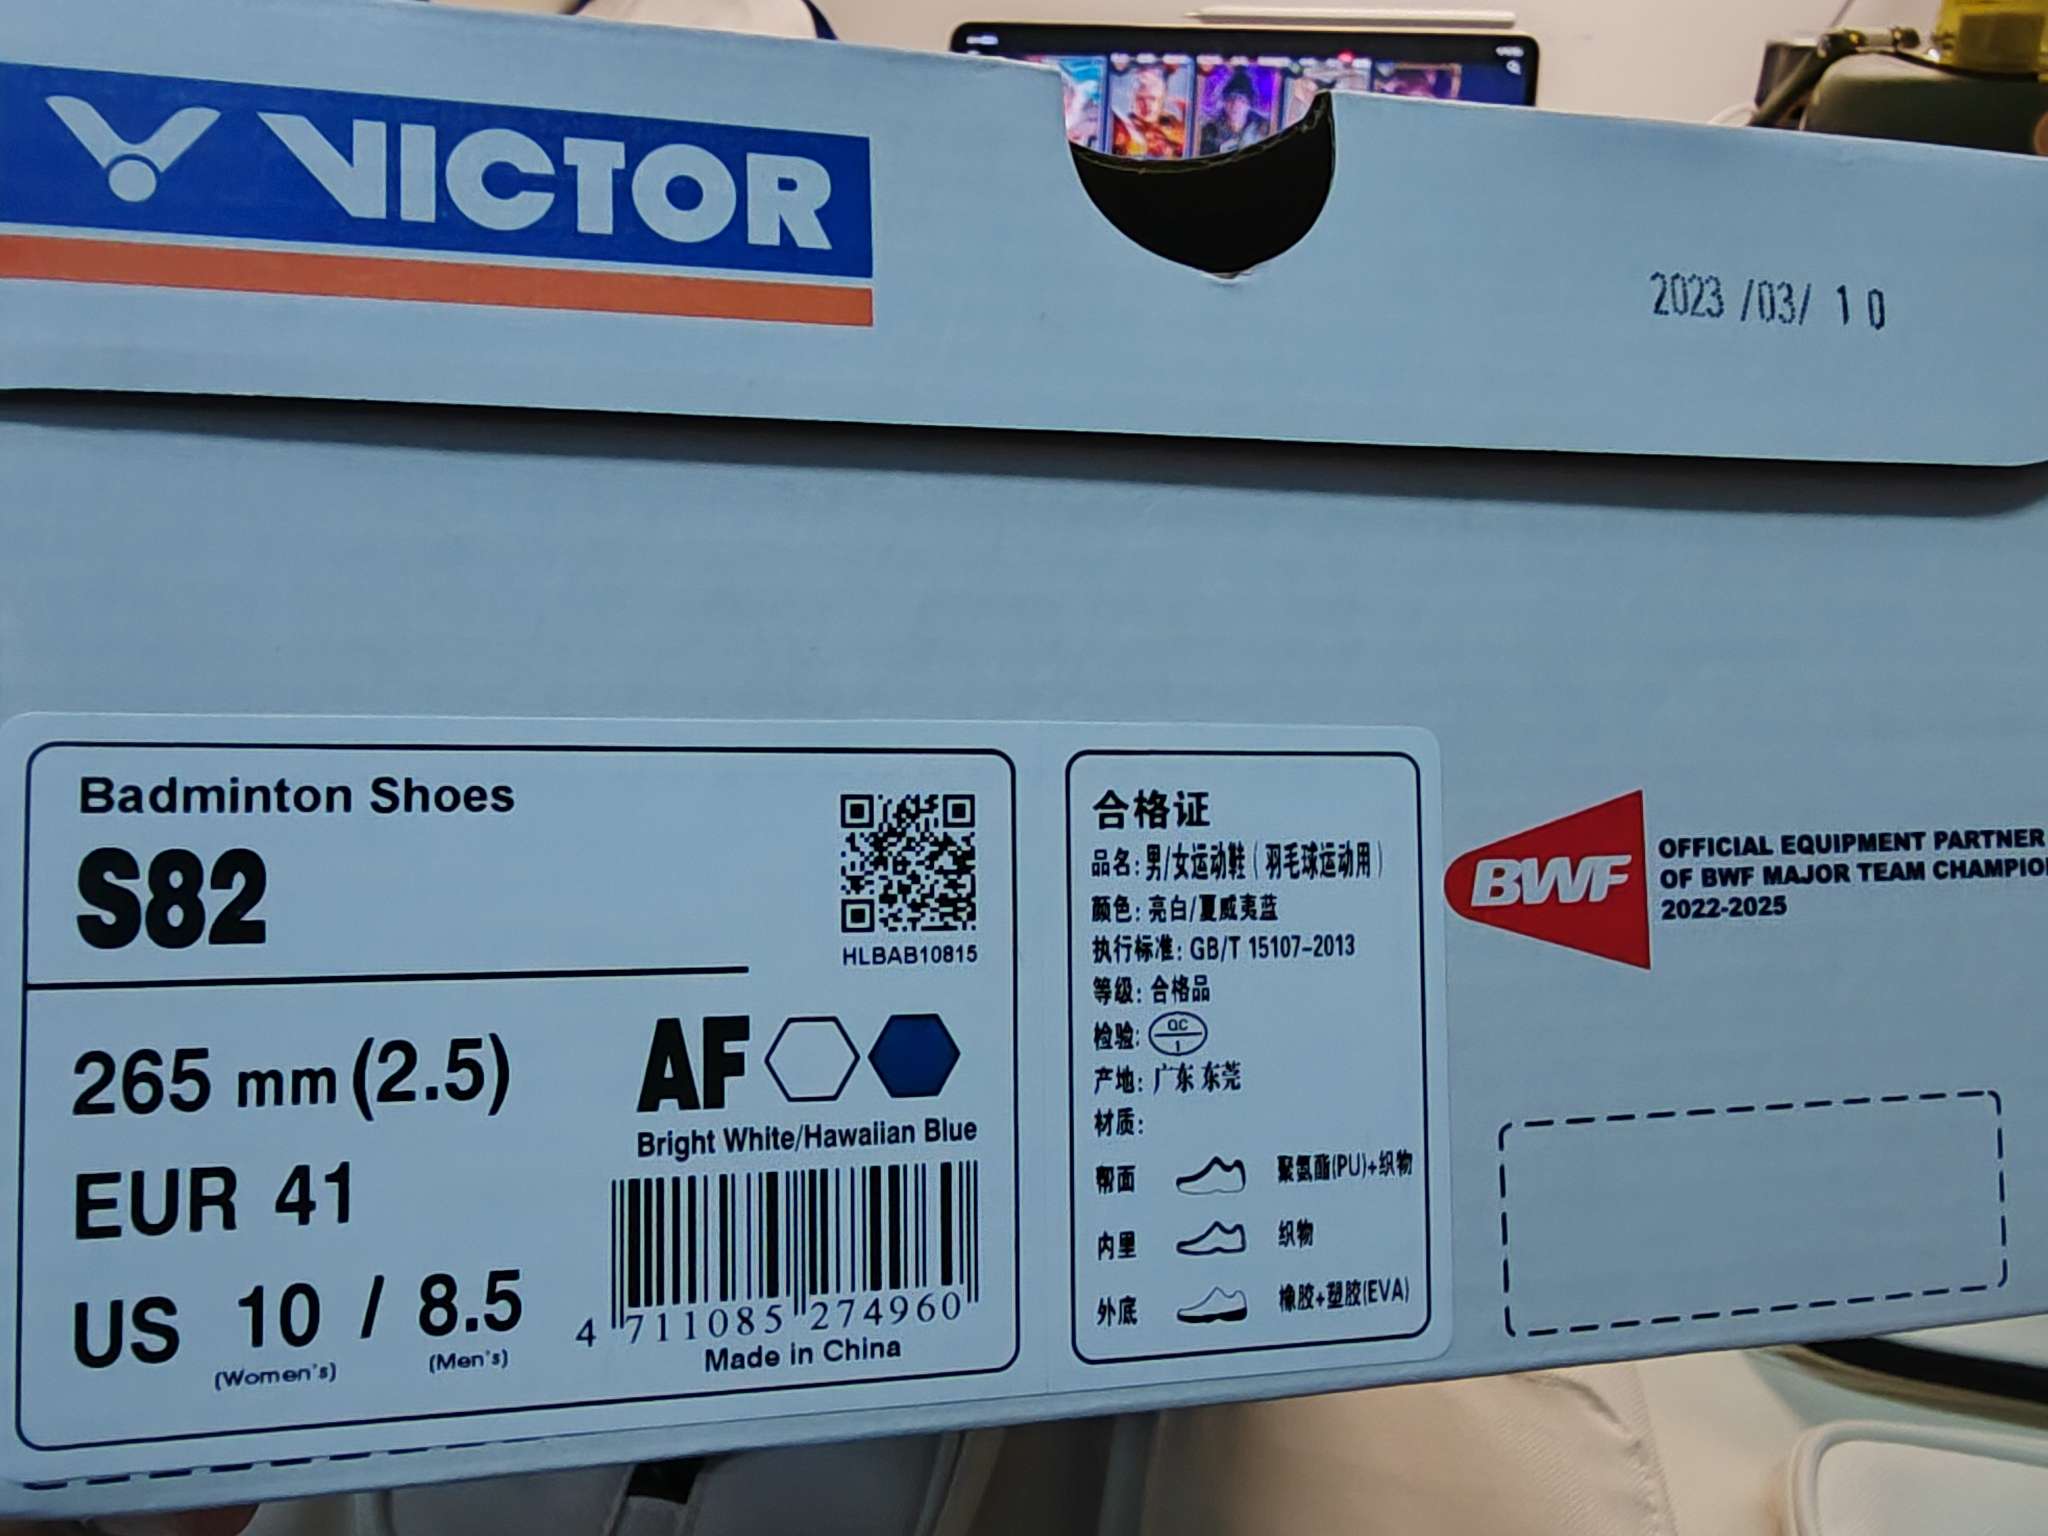 VICTOR
2023 /03/ 10
Badminton Shoes
S82
HLBAB10815
265 mm (2.5)
EUR 41
US 10 / 8.5
(Women's) (Men's)
AF
Bright White/Hawaiian Blue
4 711085 274960
Made in China
合格证
品名: 男/女运动鞋 ( 羽毛球运动用 )
颜色: 亮白/夏威夷蓝
执行标准: GB/T 15107-2013
等级: 合格品
检验: QC 1
产地: 广东 东莞
材质:
帮面 聚氨酯(PU)+织物
内里 织物
外底 橡胶+塑胶(EVA)
BWF
OFFICIAL EQUIPMENT PARTNER
OF BWF MAJOR TEAM
2022-2025